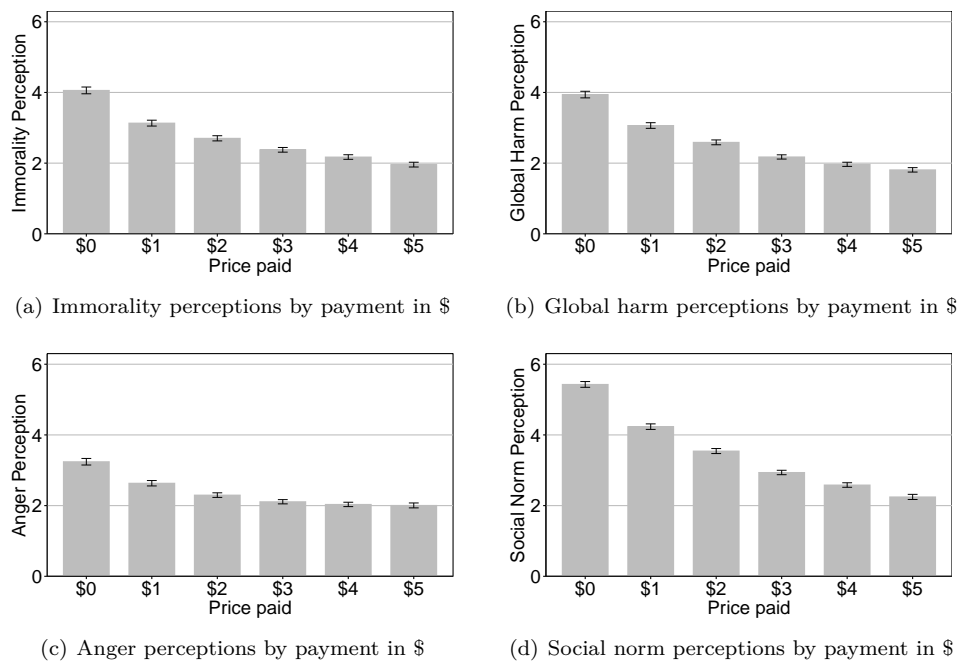 6
4
2
0
Immorality Perception
$0 $1 $2 $3 $4 $5
Price paid
(a) Immorality perceptions by payment in $
6
4
2
0
Global Harm Perception
$0 $1 $2 $3 $4 $5
Price paid
(b) Global harm perceptions by payment in $
6
4
2
0
Anger Perception
$0 $1 $2 $3 $4 $5
Price paid
(c) Anger perceptions by payment in $
6
4
2
0
Social Norm Perception
$0 $1 $2 $3 $4 $5
Price paid
(d) Social norm perceptions by payment in $